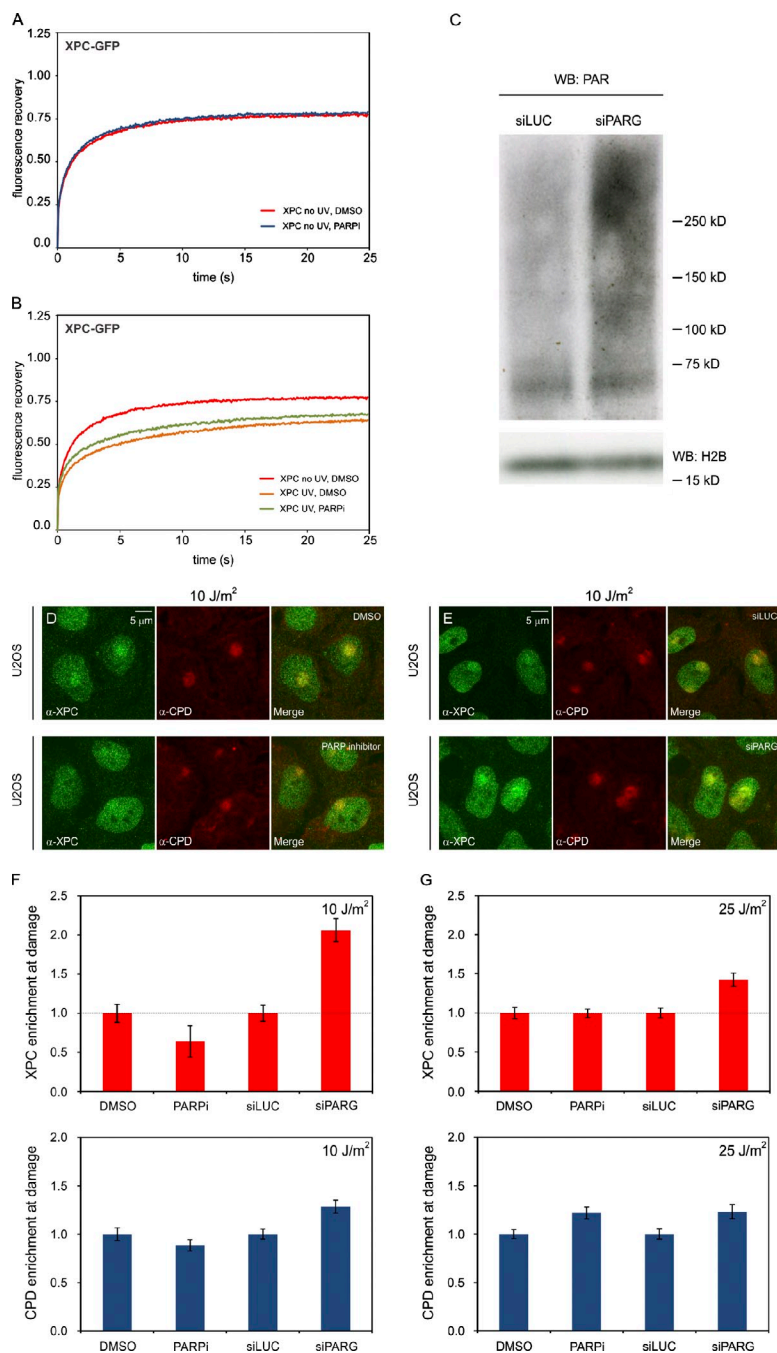 A
XPC-GFP
fluorescence recovery
1.25
1.00
0.75
0.50
0.25
0.0
XPC no UV, DMSO
XPC no UV, PARPi
0 5 10 15 20 25
time (s)
B
XPC-GFP
fluorescence recovery
1.25
1.00
0.75
0.50
0.25
0.0
XPC no UV, DMSO
XPC UV, DMSO
XPC UV, PARPi
0 5 10 15 20 25
time (s)
C
WB: PAR
siLUC siPARG
250 kD
150 kD
100 kD
75 kD
WB: H2B
15 kD
10 J/m²
D
5 µm
DMSO
U2OS
α-XPC
α-CPD
Merge
PARP inhibitor
U2OS
α-XPC
α-CPD
Merge
10 J/m²
E
5 µm
siLUC
U2OS
α-XPC
α-CPD
Merge
siPARG
U2OS
α-XPC
α-CPD
Merge
F
XPC enrichment at damage
2.5
2.0
1.5
1.0
0.5
0.0
10 J/m²
DMSO PARPi siLUC siPARG
CPD enrichment at damage
2.0
1.5
1.0
0.5
0.0
10 J/m²
DMSO PARPi siLUC siPARG
G
XPC enrichment at damage
2.5
2.0
1.5
1.0
0.5
0.0
25 J/m²
DMSO PARPi siLUC siPARG
CPD enrichment at damage
2.0
1.5
1.0
0.5
0.0
25 J/m²
DMSO PARPi siLUC siPARG